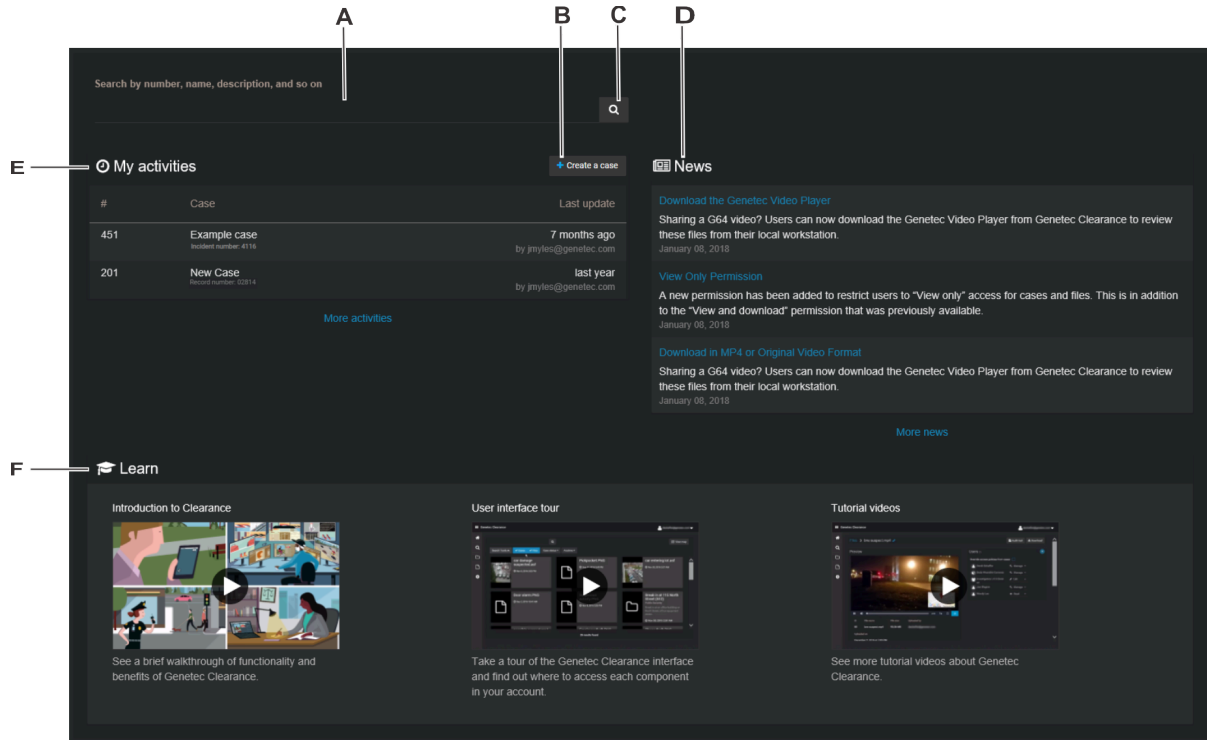 A
B
C
D
Search by number, name, description, and so on
E
My activities
Create a case
# Case Last update
451 Example case 7 months ago
Incident number: 4116 by jmyles@genetec.com
201 New Case last year
Record number: 02814 by jmyles@genetec.com
More activities
News
Download the Genetec Video Player
Sharing a G64 video? Users can now download the Genetec Video Player from Genetec Clearance to review
these files from their local workstation.
January 08, 2018
View Only Permission
A new permission has been added to restrict users to “View only” access for cases and files. This is in addition
to the “View and download” permission that was previously available.
January 08, 2018
Download in MP4 or Original Video Format
Sharing a G64 video? Users can now download the Genetec Video Player from Genetec Clearance to review
these files from their local workstation.
January 08, 2018
More news
F
Learn
Introduction to Clearance
See a brief walkthrough of functionality and
benefits of Genetec Clearance.
User interface tour
Genetec Clearance
Take a tour of the Genetec Clearance interface
and find out where to access each component
in your account.
Tutorial videos
Genetec Clearance
See more tutorial videos about Genetec
Clearance.